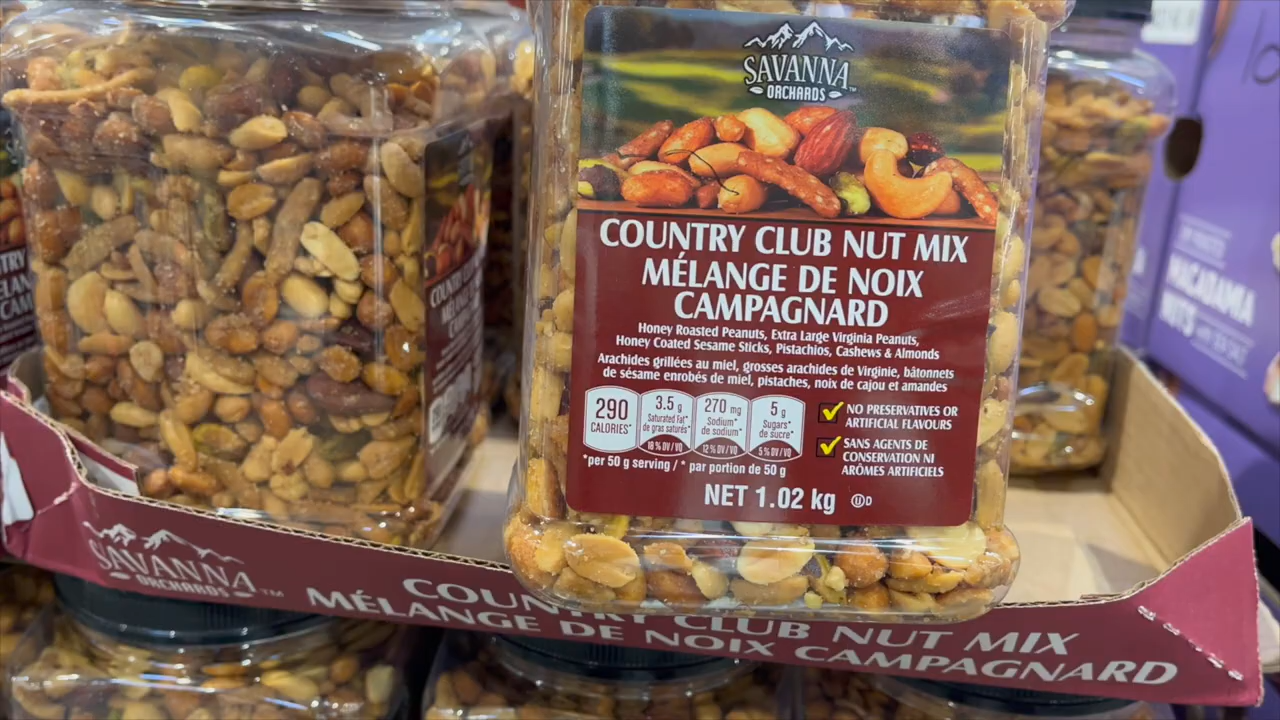 SAVANNA
ORCHARDS™
COUNTRY CLUB NUT MIX
MÉLANGE DE NOIX
CAMPAGNARD
Honey Roasted Peanuts, Extra Large Virginia Peanuts,
Honey Coated Sesame Sticks, Pistachios, Cashews & Almonds
Arachides grillées au miel, grosses arachides de Virginie, bâtonnets
de sésame enrobés de miel, pistaches, noix de cajou et amandes
290
CALORIES*
3.5 g
Saturated Fat*
de gras saturés*
18 % DV / VQ
270 mg
Sodium*
de sodium*
12 % DV / VQ
5 g
Sugars*
de sucre*
5 % DV / VQ
*per 50 g serving / * par portion de 50 g
NO PRESERVATIVES OR
ARTIFICIAL FLAVOURS
SANS AGENTS DE
CONSERVATION NI
ARÔMES ARTIFICIELS
NET 1.02 kg
U D
SAVANNA
ORCHARDS™
COUNTRY CLUB NUT MIX
MÉLANGE DE NOIX CAMPAGNARD
MACADAMIA
NUTS